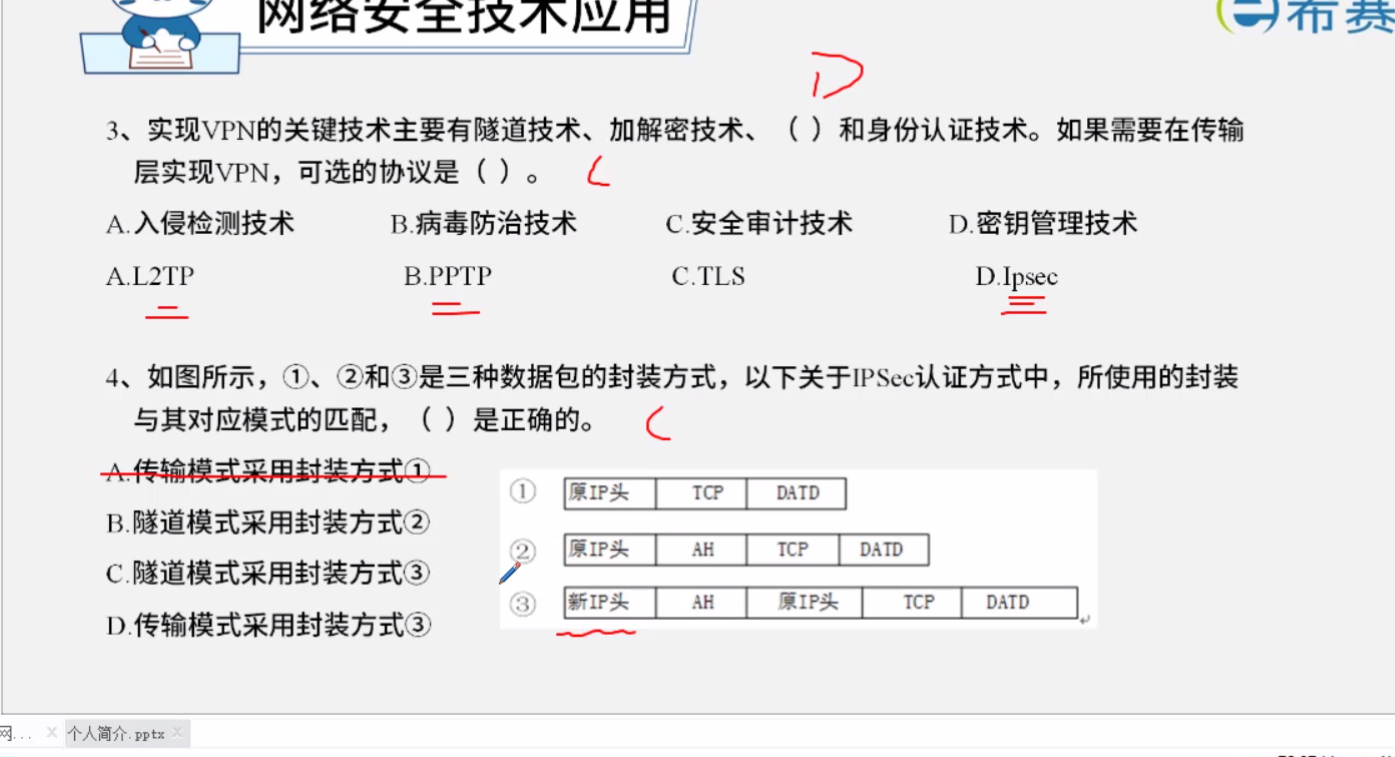 网络安全技术应用
布赛
D
3、实现VPN的关键技术主要有隧道技术、加解密技术、（ ）和身份认证技术。如果需要在传输
层实现VPN，可选的协议是（ ）。 C
A.入侵检测技术 B.病毒防治技术 C.安全审计技术 D.密钥管理技术
A.L2TP B.PPTP C.TLS D.Ipsec
二 二 三
4、如图所示，①、②和③是三种数据包的封装方式，以下关于IPSec认证方式中，所使用的封装
与其对应模式的匹配，（ ）是正确的。 C
A.传输模式采用封装方式①
B.隧道模式采用封装方式②
C.隧道模式采用封装方式③
D.传输模式采用封装方式③
① 原IP头 TCP DATD
② 原IP头 AH TCP DATD
③ 新IP头 AH 原IP头 TCP DATD
网... × 个人简介.pptx ×